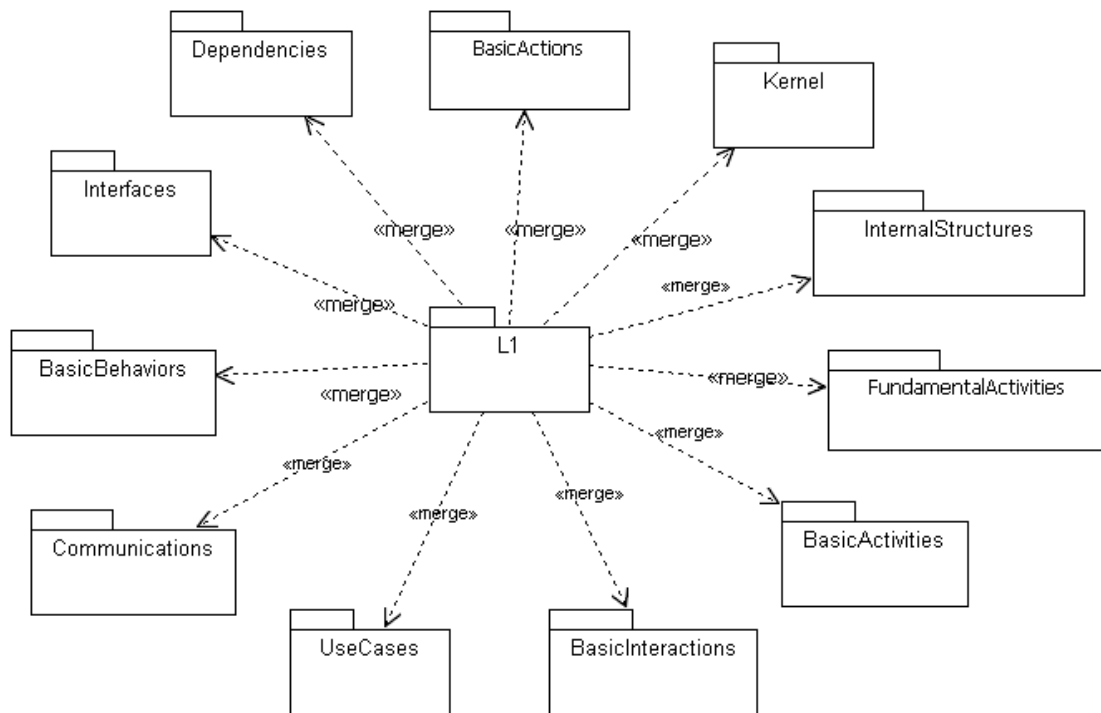 Dependencies
BasicActions
Kernel
Interfaces
InternalStructures
«merge»
«merge»
«merge»
«merge»
«merge»
L1
BasicBehaviors
«merge»
«merge»
FundamentalActivities
«merge»
«merge»
«merge»
«merge»
Communications
BasicActivities
UseCases
BasicInteractions